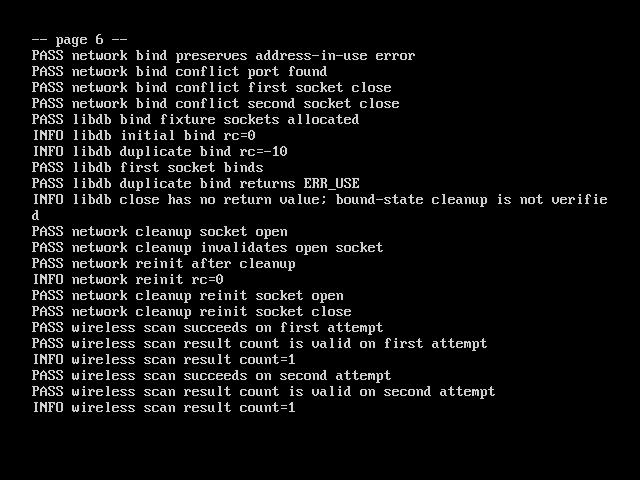 -- page 6 --
PASS network bind preserves address-in-use error
PASS network bind conflict port found
PASS network bind conflict first socket close
PASS network bind conflict second socket close
PASS libdb bind fixture sockets allocated
INFO libdb initial bind rc=0
INFO libdb duplicate bind rc=-10
PASS libdb first socket binds
PASS libdb duplicate bind returns ERR_USE
INFO libdb close has no return value; bound-state cleanup is not verifie
d
PASS network cleanup socket open
PASS network cleanup invalidates open socket
PASS network reinit after cleanup
INFO network reinit rc=0
PASS network cleanup reinit socket open
PASS network cleanup reinit socket close
PASS wireless scan succeeds on first attempt
PASS wireless scan result count is valid on first attempt
INFO wireless scan result count=1
PASS wireless scan succeeds on second attempt
PASS wireless scan result count is valid on second attempt
INFO wireless scan result count=1